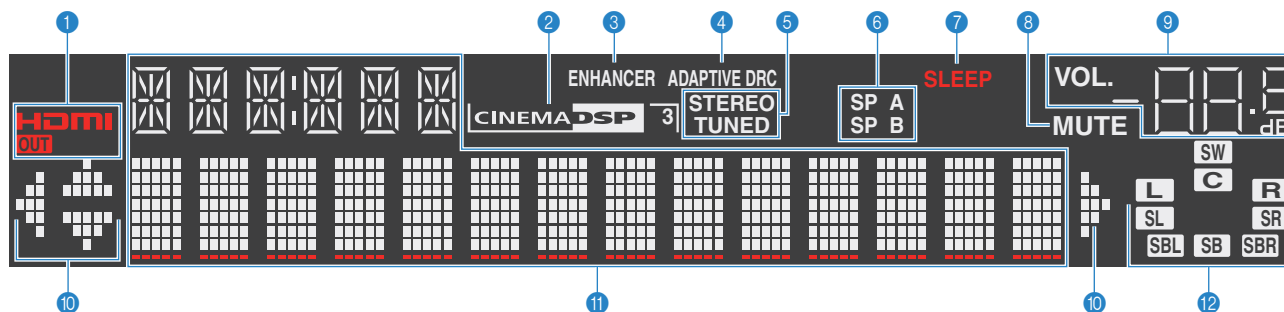 1 2 3 4 5 6 7 8 9
HDMI
OUT
ENHANCER ADAPTIVE DRC
CINEMA DSP 3
STEREO
TUNED
SP A
SP B
SLEEP
VOL.
MUTE
dB
SW
C
L R
SL SR
SBL SB SBR
10 11 10 12